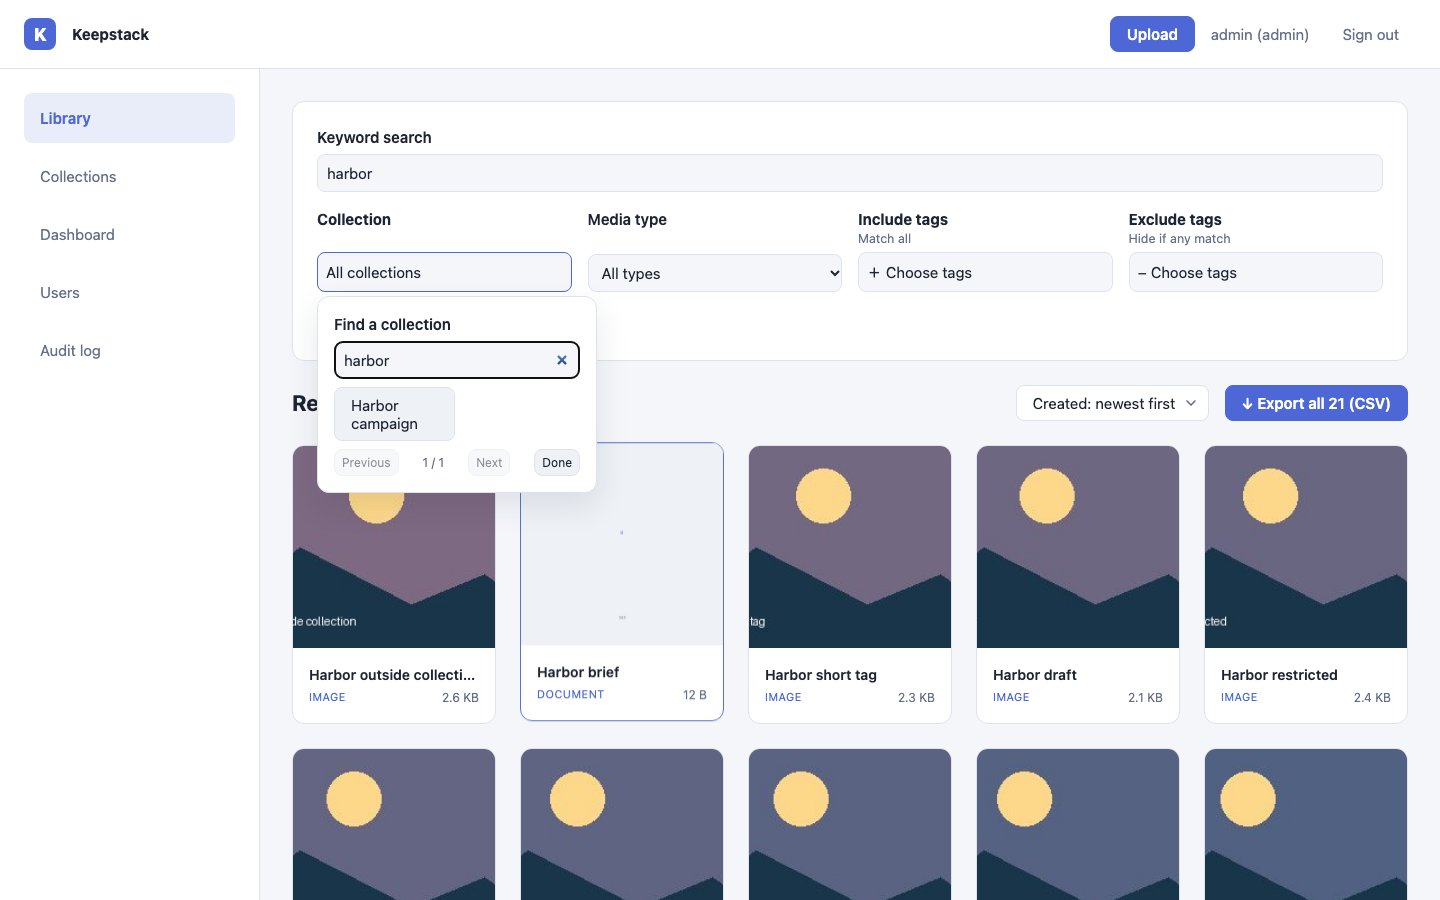 K
Keepstack
Upload
admin (admin)
Sign out
Library
Collections
Dashboard
Users
Audit log
Keyword search
harbor
Collection
Media type
Include tags
Exclude tags
Match all
Hide if any match
All collections
All types
+ Choose tags
– Choose tags
Find a collection
harbor
×
Harbor
campaign
Previous
1 / 1
Next
Done
Re
Created: newest first
↓ Export all 21 (CSV)
de collection
tag
cted
Harbor outside collecti...
IMAGE
2.6 KB
Harbor brief
DOCUMENT
12 B
Harbor short tag
IMAGE
2.3 KB
Harbor draft
IMAGE
2.1 KB
Harbor restricted
IMAGE
2.4 KB